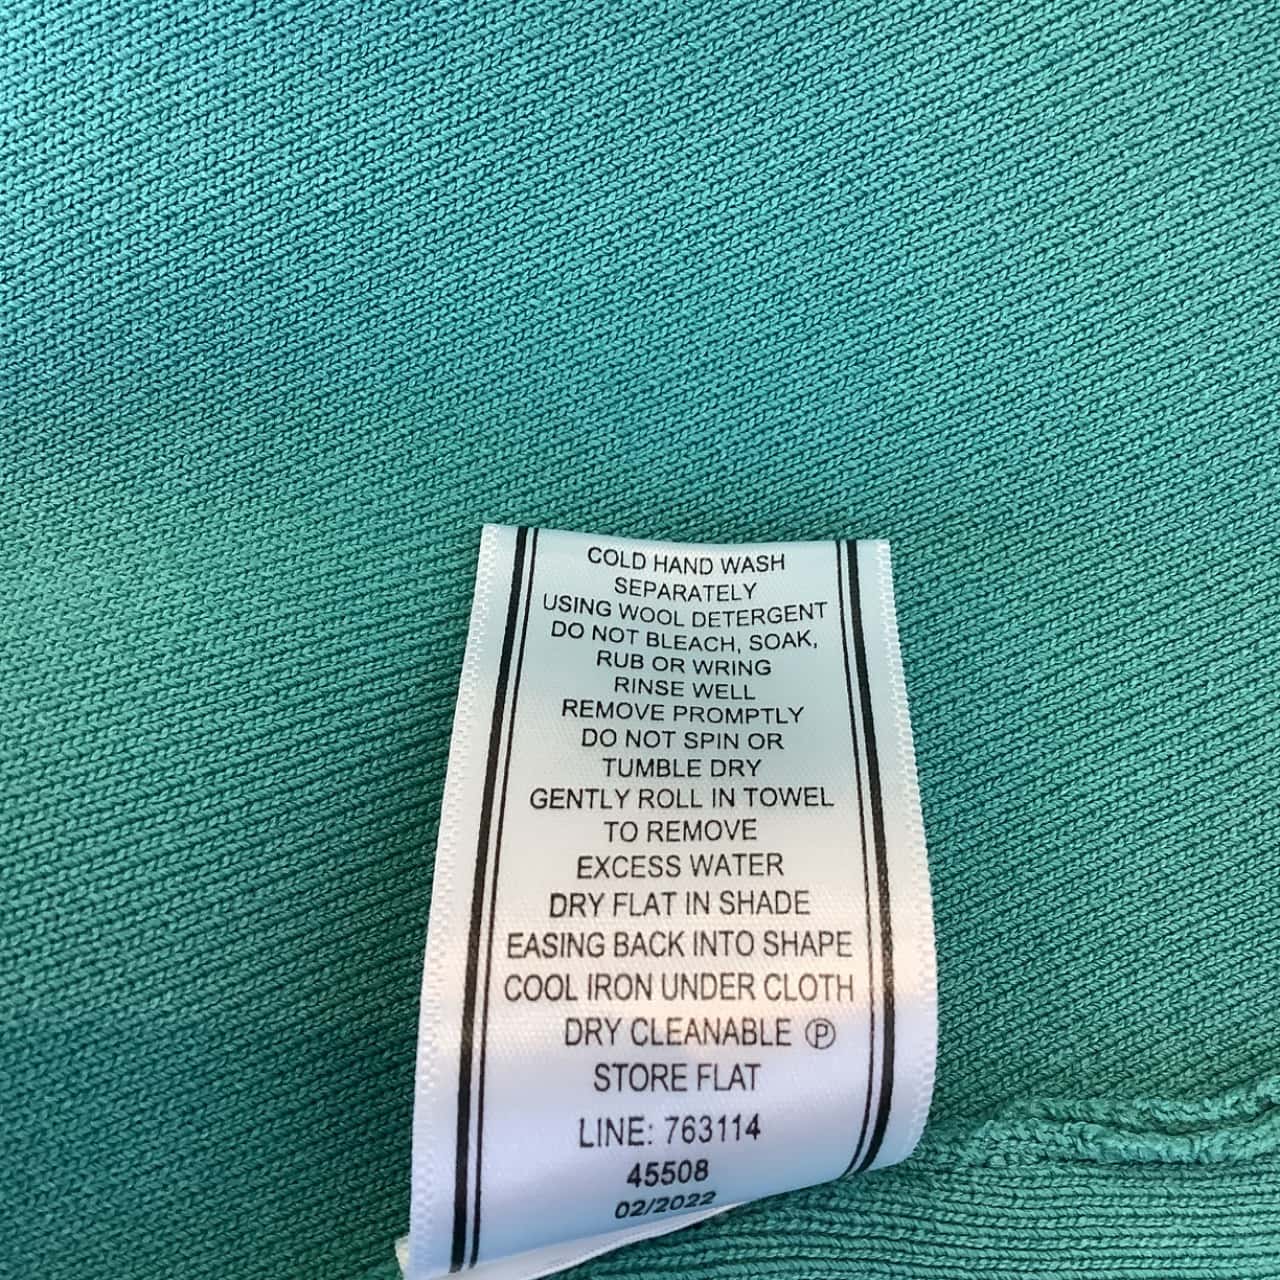 COLD HAND WASH
SEPARATELY
USING WOOL DETERGENT
DO NOT BLEACH, SOAK,
RUB OR WRING
RINSE WELL
REMOVE PROMPTLY
DO NOT SPIN OR
TUMBLE DRY
GENTLY ROLL IN TOWEL
TO REMOVE
EXCESS WATER
DRY FLAT IN SHADE
EASING BACK INTO SHAPE
COOL IRON UNDER CLOTH
DRY CLEANABLE Ⓟ
STORE FLAT
LINE: 763114
45508
02/2022